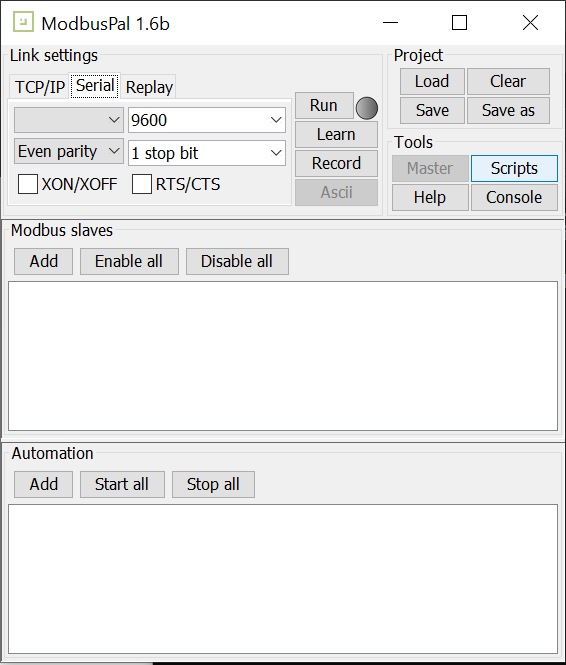 ModbusPal 1.6b
Link settings
TCP/IP Serial Replay
9600
Even parity 1 stop bit
XON/XOFF RTS/CTS
Run
Learn
Record
Ascii
Project
Load Clear
Save Save as
Tools
Master Scripts
Help Console
Modbus slaves
Add Enable all Disable all
Automation
Add Start all Stop all